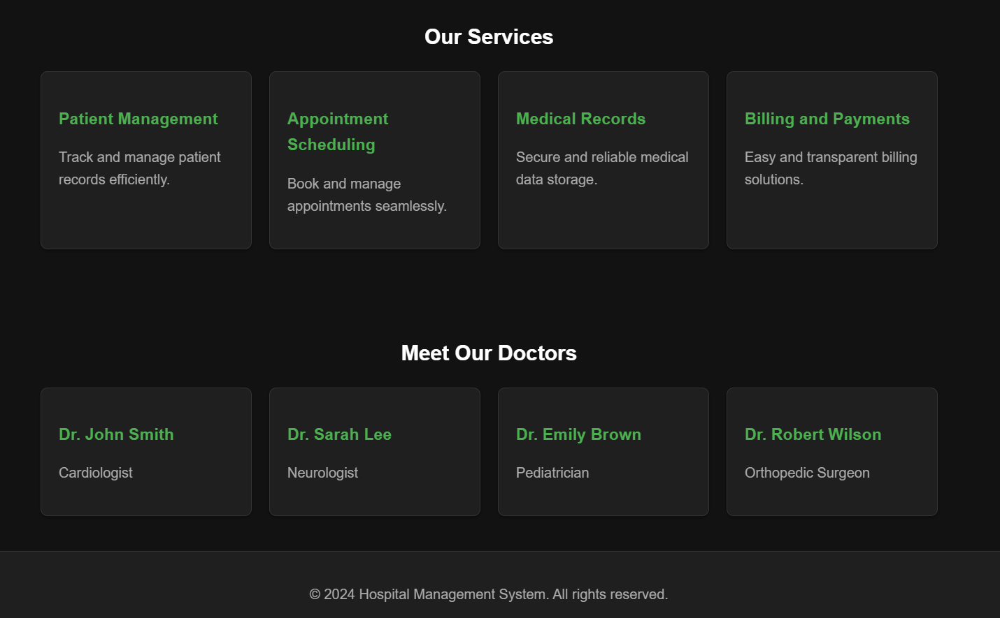 Our Services
Patient Management
Track and manage patient
records efficiently.
Appointment
Scheduling
Book and manage
appointments seamlessly.
Medical Records
Secure and reliable medical
data storage.
Billing and Payments
Easy and transparent billing
solutions.
Meet Our Doctors
Dr. John Smith
Cardiologist
Dr. Sarah Lee
Neurologist
Dr. Emily Brown
Pediatrician
Dr. Robert Wilson
Orthopedic Surgeon
© 2024 Hospital Management System. All rights reserved.